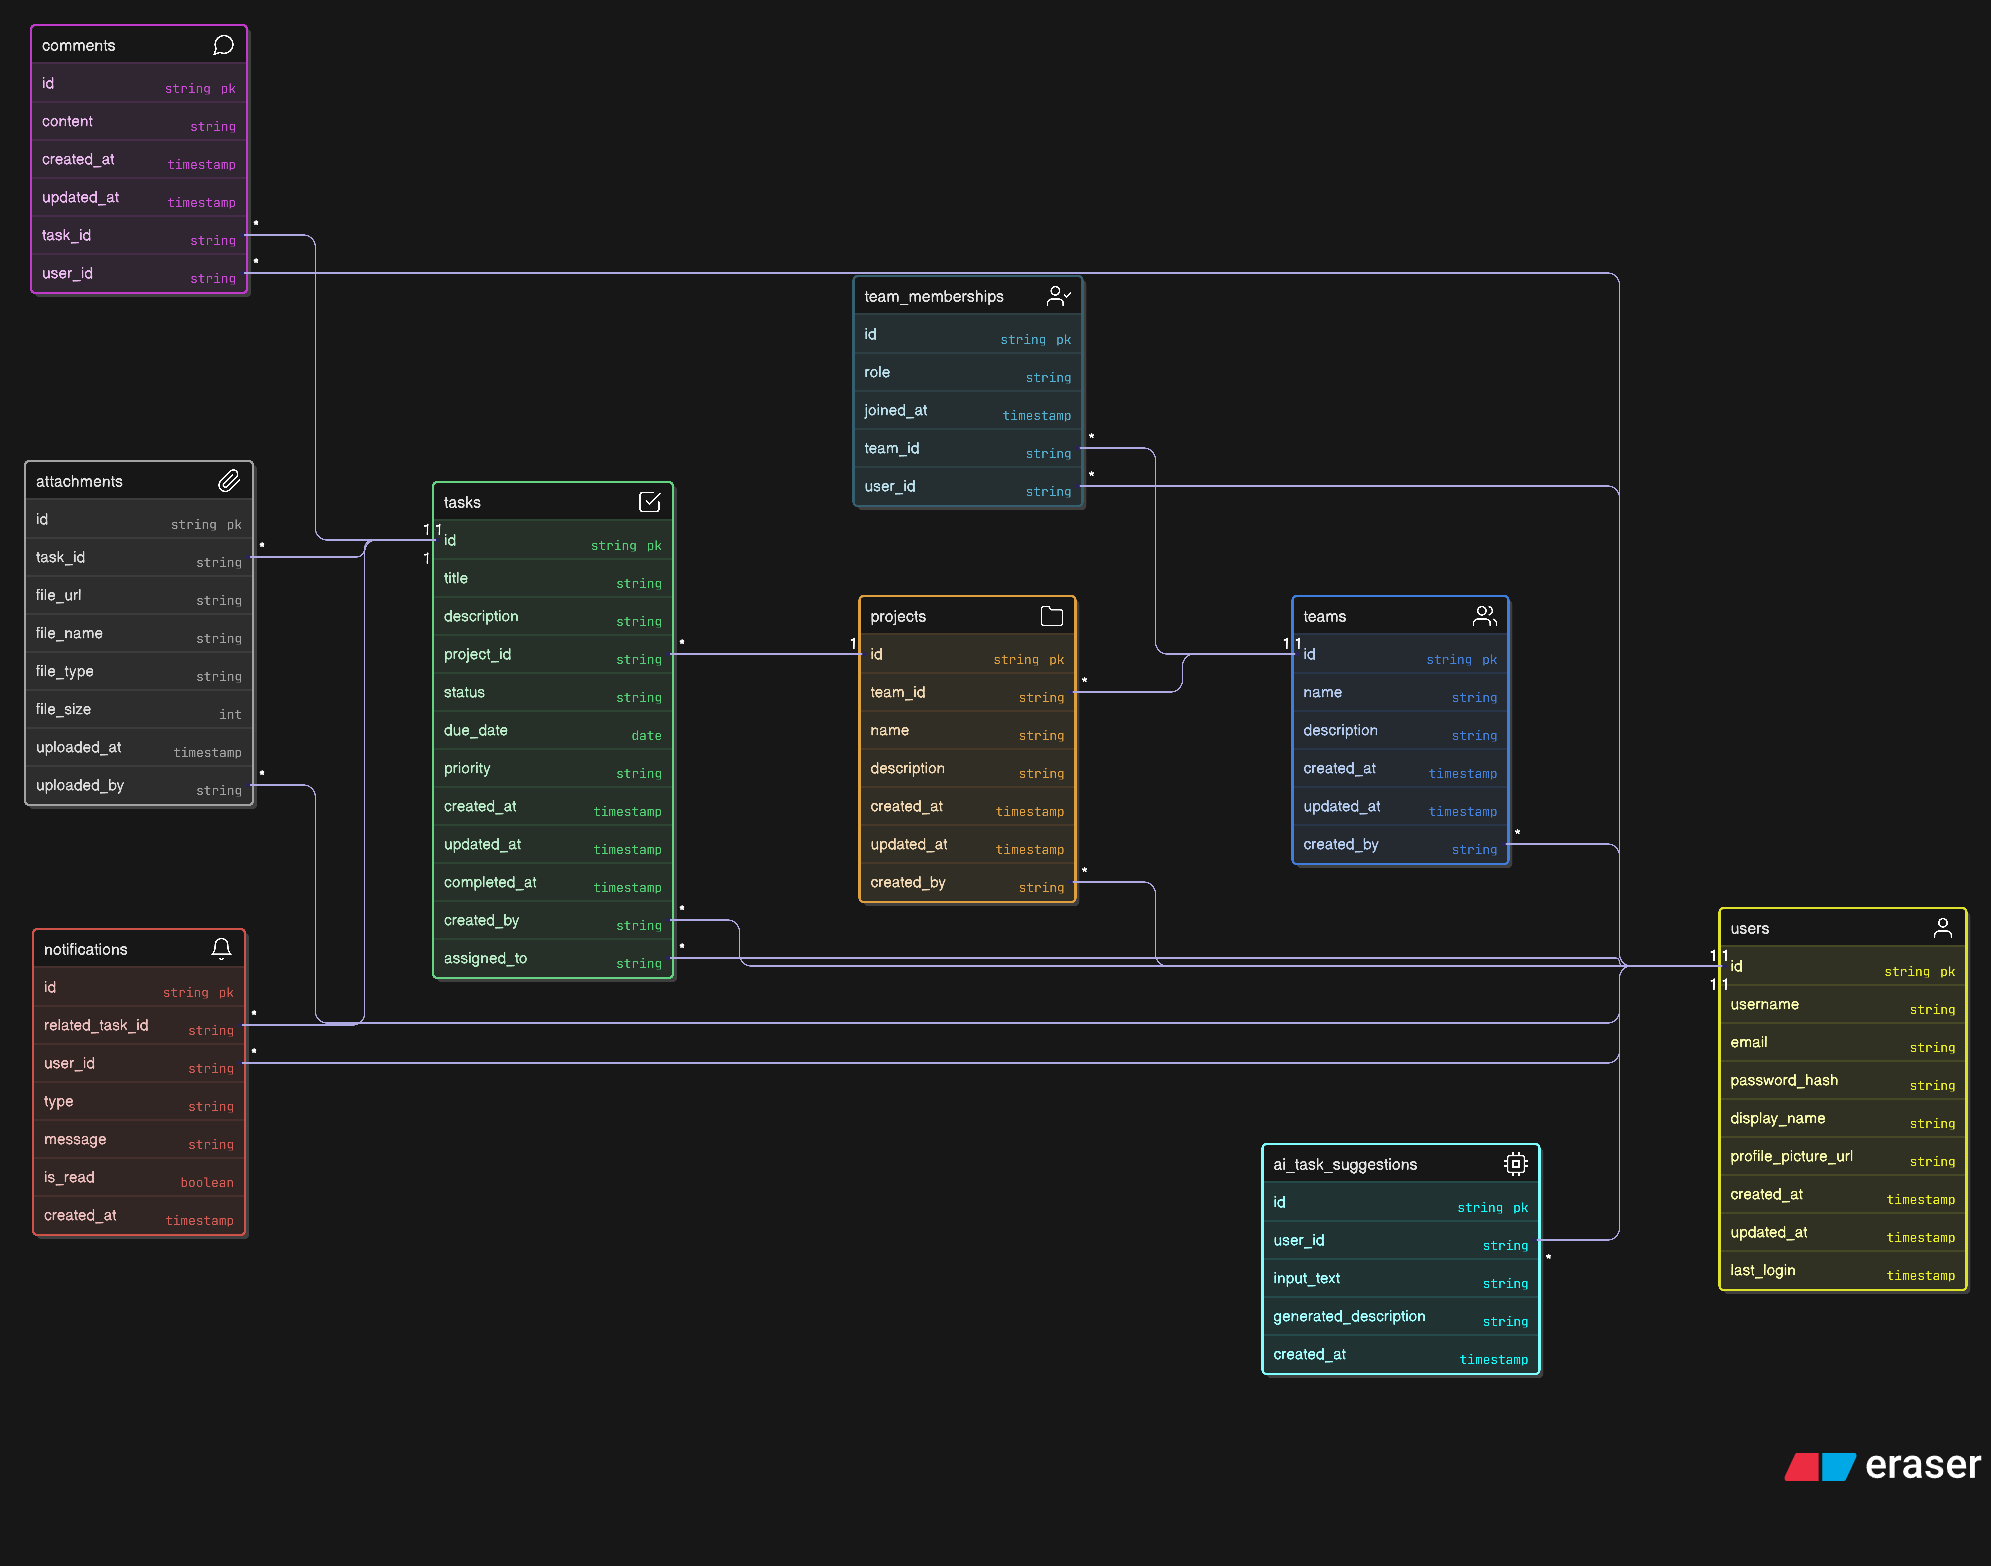 comments
id string pk
content string
created_at timestamp
updated_at timestamp
task_id string *
user_id string *
team_memberships
id string pk
role string
joined_at timestamp
team_id string *
user_id string *
attachments
id string pk
task_id string *
file_url string
file_name string
file_type string
file_size int
uploaded_at timestamp
uploaded_by string *
tasks
1 1
id string pk
1
title string
description string
project_id string *
status string
due_date date
priority string
created_at timestamp
updated_at timestamp
completed_at timestamp
created_by string *
assigned_to string *
projects
1
id string pk
team_id string *
name string
description string
created_at timestamp
updated_at timestamp
created_by string *
teams
1 1
id string pk
name string
description string
created_at timestamp
updated_at timestamp
created_by string *
notifications
id string pk
related_task_id string *
user_id string *
type string
message string
is_read boolean
created_at timestamp
users
1 1
id string pk
1 1
username string
email string
password_hash string
display_name string
profile_picture_url string
created_at timestamp
updated_at timestamp
last_login timestamp
ai_task_suggestions
id string pk
user_id string *
input_text string
generated_description string
created_at timestamp
eraser